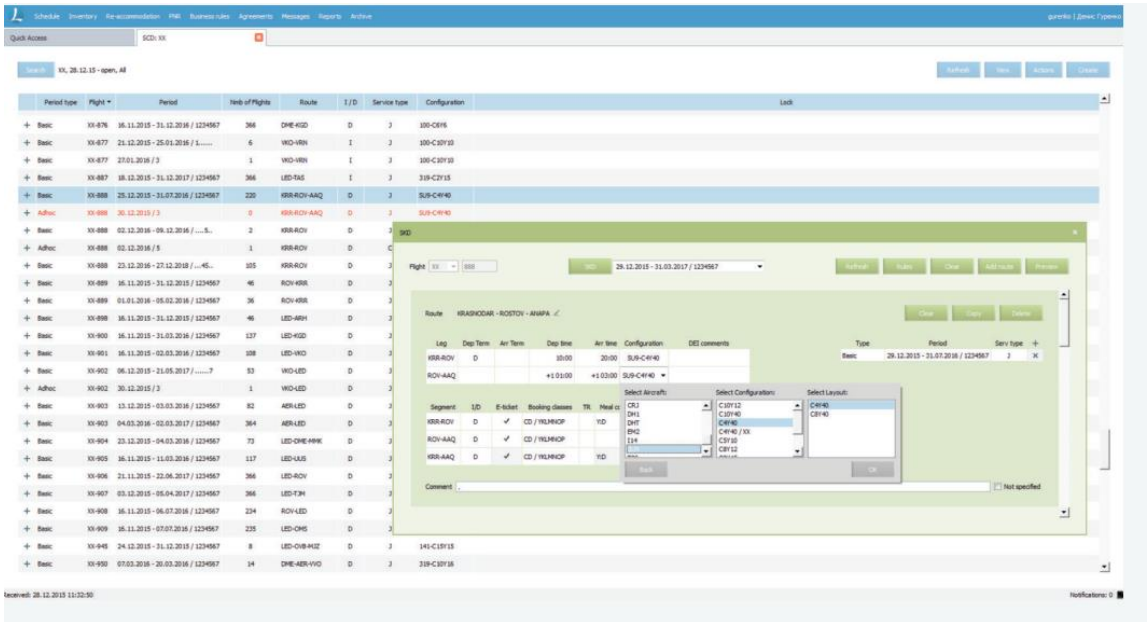 Schedule Inventory Re-accommodation PNR Business rules Agreements Messages Reports Archive
gurenko | Денис Гуренко
Quick Access SCD: XX
Search XX, 28.12.15 - open, All
Refresh View Actions Create
Period type Flight Period Nmb of Flights Route I / D Service type Configuration Lock
+ Basic XX-876 16.11.2015 - 31.12.2016 / 1234567 366 DME-KGD D J 100-C6Y6
+ Basic XX-877 21.12.2015 - 25.01.2016 / 1...... 6 VKO-VRN I J 100-C10Y10
+ Basic XX-877 27.01.2016 / 3 1 VKO-VRN I J 100-C10Y10
+ Basic XX-887 18.12.2015 - 31.12.2017 / 1234567 366 LED-TAS I J 319-C2Y15
+ Basic XX-888 25.12.2015 - 31.07.2016 / 1234567 220 KRR-ROV-AAQ D J SU9-C4Y40
+ Adhoc XX-888 30.12.2015 / 3 0 KRR-ROV-AAQ D J SU9-C4Y40
+ Basic XX-888 02.12.2016 - 09.12.2016 / ....5.. 2 KRR-ROV D J
+ Adhoc XX-888 02.12.2016 / 5 1 KRR-ROV D C
+ Basic XX-888 23.12.2016 - 27.12.2018 / ...45.. 105 KRR-ROV D J
+ Basic XX-889 16.11.2015 - 31.12.2015 / 1234567 46 ROV-KRR D J
+ Basic XX-889 01.01.2016 - 05.02.2016 / 1234567 36 ROV-KRR D J
+ Basic XX-898 16.11.2015 - 31.12.2015 / 1234567 46 LED-ARH D J
+ Basic XX-900 16.11.2015 - 31.03.2016 / 1234567 137 LED-KGD D J
+ Basic XX-901 16.11.2015 - 02.03.2016 / 1234567 108 LED-VKO D J
+ Basic XX-902 06.12.2015 - 21.05.2017 / ......7 53 VKO-LED D J
+ Adhoc XX-902 30.12.2015 / 3 1 VKO-LED D J
+ Basic XX-903 13.12.2015 - 03.03.2016 / 1234567 82 AER-LED D J
+ Basic XX-903 04.03.2016 - 02.03.2017 / 1234567 364 AER-LED D J
+ Basic XX-904 23.12.2015 - 04.03.2016 / 1234567 73 LED-DME-MMK D J
+ Basic XX-905 16.11.2015 - 11.03.2016 / 1234567 117 LED-UUS D J
+ Basic XX-906 21.11.2015 - 22.06.2017 / 1234567 366 LED-ROV D J
+ Basic XX-907 03.12.2015 - 05.04.2017 / 1234567 366 LED-TJM D J
+ Basic XX-908 16.11.2015 - 06.07.2016 / 1234567 234 ROV-LED D J
+ Basic XX-909 16.11.2015 - 07.07.2016 / 1234567 235 LED-OMS D J
+ Basic XX-945 24.12.2015 - 31.12.2015 / 1234567 8 LED-OVB-MJZ D J 141-C15Y15
+ Basic XX-950 07.03.2016 - 20.03.2016 / 1234567 14 DME-AER-VVO D J 319-C10Y16
SKD
Flight XX 888 SKD 29.12.2015 - 31.03.2017 / 1234567 Refresh Rules Clear Add route Preview
Route KRASNODAR - ROSTOV - ANAPA Clear Copy Delete
Leg Dep Term Arr Term Dep time Arr time Configuration DEI comments
KRR-ROV D 10:00 20:00 SU9-C4Y40
ROV-AAQ +1 01:00 +1 03:00 SU9-C4Y40
Type Period Serv type +
Basic 29.12.2015 - 31.07.2016 / 1234567 J
Segment I/D E-ticket Booking classes TR Meal
KRR-ROV D CD / YKLMNOP Y:D
ROV-AAQ D CD / YKLMNOP
KRR-AAQ D CD / YKLMNOP Y:D
Select Aircraft: Select Configuration: Select Layout:
CRJ C10Y12 C4Y40
DH1 C10Y40 C8Y40
DHT C4Y40
EM2 C4Y40 / XX
I14 C5Y10
C8Y12
Back OK
Comment . Not specified
Received: 28.12.2015 11:32:50
Notifications: 0